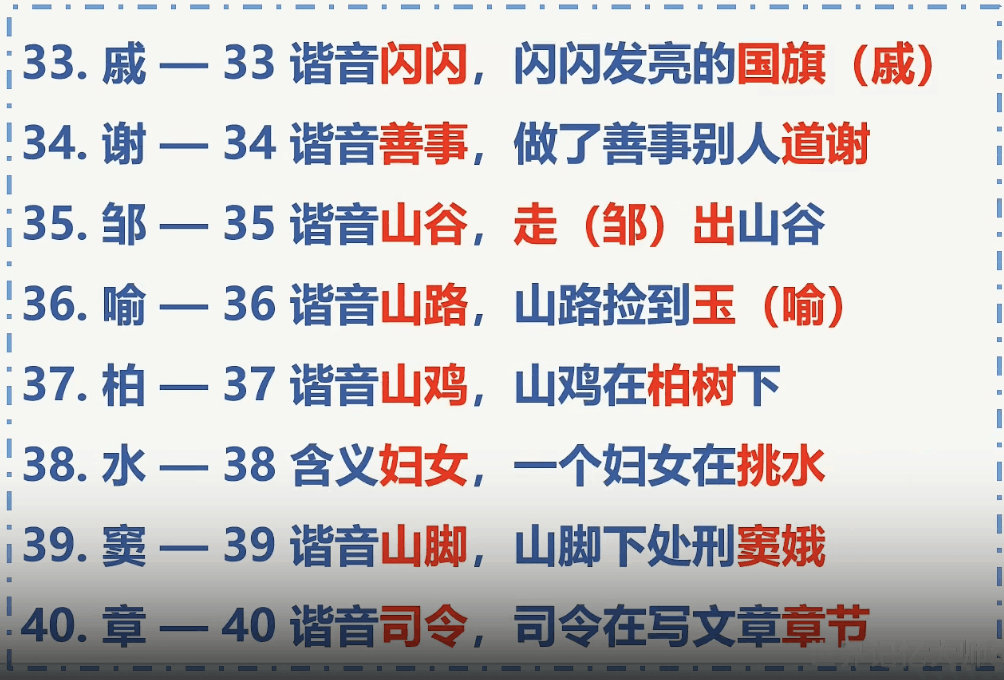 33. 戚 — 33 谐音闪闪，闪闪发亮的国旗（戚）
34. 谢 — 34 谐音善事，做了善事别人道谢
35. 邹 — 35 谐音山谷，走（邹）出山谷
36. 喻 — 36 谐音山路，山路捡到玉（喻）
37. 柏 — 37 谐音山鸡，山鸡在柏树下
38. 水 — 38 含义妇女，一个妇女在挑水
39. 窦 — 39 谐音山脚，山脚下处刑窦娥
40. 章 — 40 谐音司令，司令在写文章章节